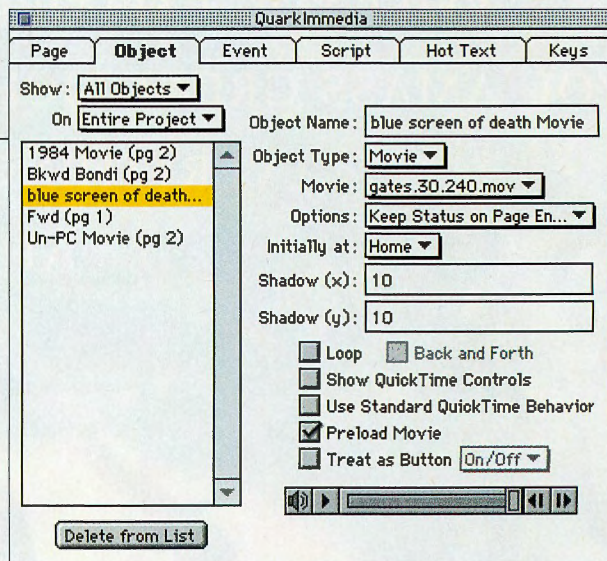 QuarkImmedia
Page Object Event Script Hot Text Keys
Show: All Objects
On Entire Project
1984 Movie (pg 2)
Bkwd Bondi (pg 2)
blue screen of death...
Fwd (pg 1)
Un-PC Movie (pg 2)
Delete from List
Object Name: blue screen of death Movie
Object Type: Movie
Movie: gates.30.240.mov
Options: Keep Status on Page En...
Initially at: Home
Shadow (x): 10
Shadow (y): 10
Loop Back and Forth
Show QuickTime Controls
Use Standard QuickTime Behavior
Preload Movie
Treat as Button On/Off